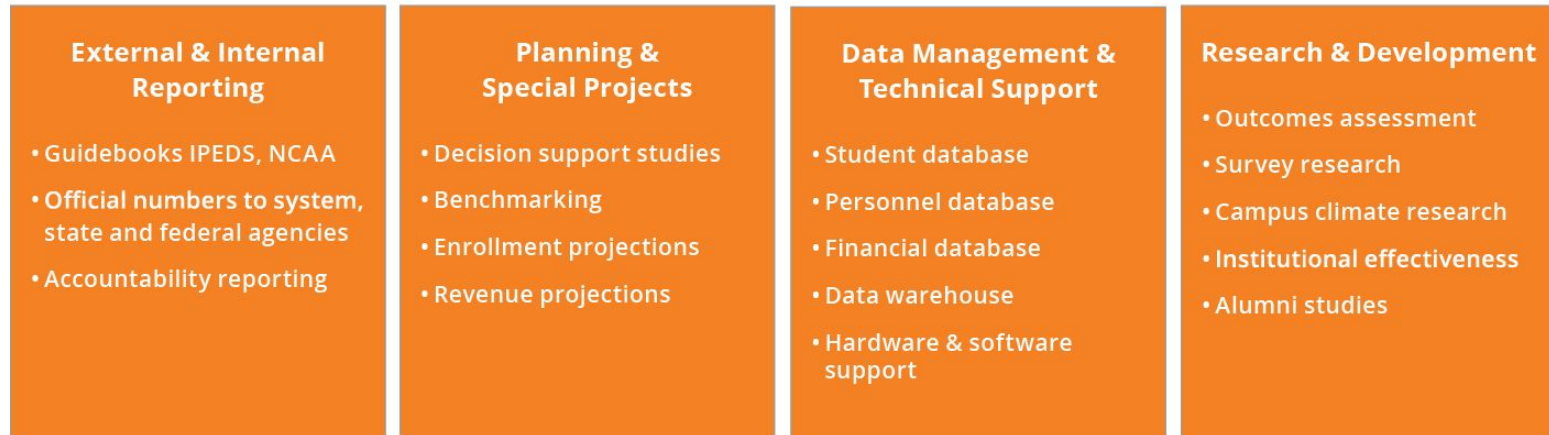 External & Internal
Reporting
• Guidebooks IPEDS, NCAA
• Official numbers to system,
state and federal agencies
• Accountability reporting
Planning &
Special Projects
• Decision support studies
• Benchmarking
• Enrollment projections
• Revenue projections
Data Management &
Technical Support
• Student database
• Personnel database
• Financial database
• Data warehouse
• Hardware & software
support
Research & Development
• Outcomes assessment
• Survey research
• Campus climate research
• Institutional effectiveness
• Alumni studies